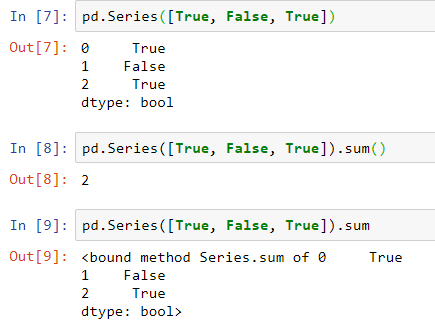 In [7]: pd.Series([True, False, True])
Out[7]: 0     True
1    False
2     True
dtype: bool
In [8]: pd.Series([True, False, True]).sum()
Out[8]: 2
In [9]: pd.Series([True, False, True]).sum
Out[9]: <bound method Series.sum of 0     True
1    False
2     True
dtype: bool>